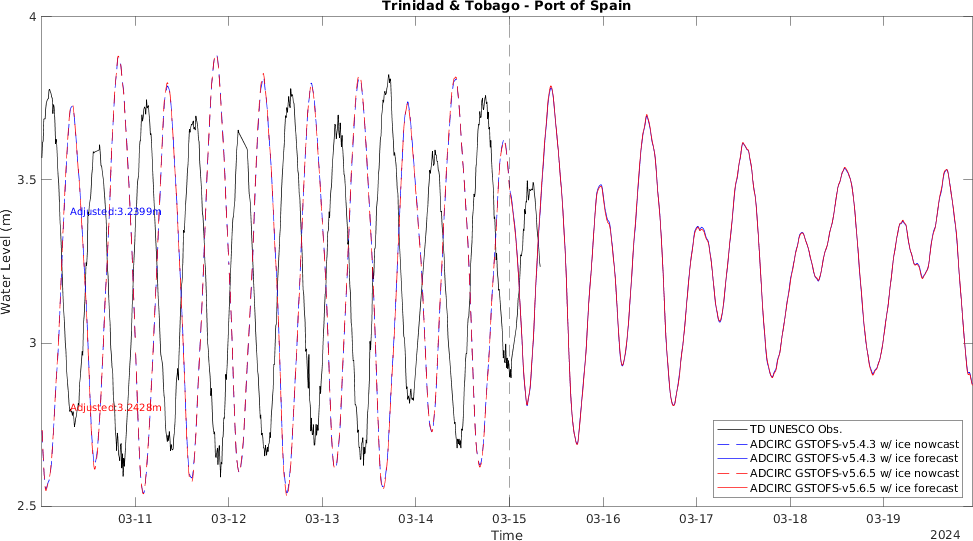 Trinidad & Tobago - Port of Spain
4
3.5
3
2.5
Water Level (m)
Adjusted:3.2399m
Adjusted:3.2428m
TD UNESCO Obs.
ADCIRC GSTOFS-v5.4.3 w/ ice nowcast
ADCIRC GSTOFS-v5.4.3 w/ ice forecast
ADCIRC GSTOFS-v5.6.5 w/ ice nowcast
ADCIRC GSTOFS-v5.6.5 w/ ice forecast
03-11 03-12 03-13 03-14 03-15 03-16 03-17 03-18 03-19
Time
2024